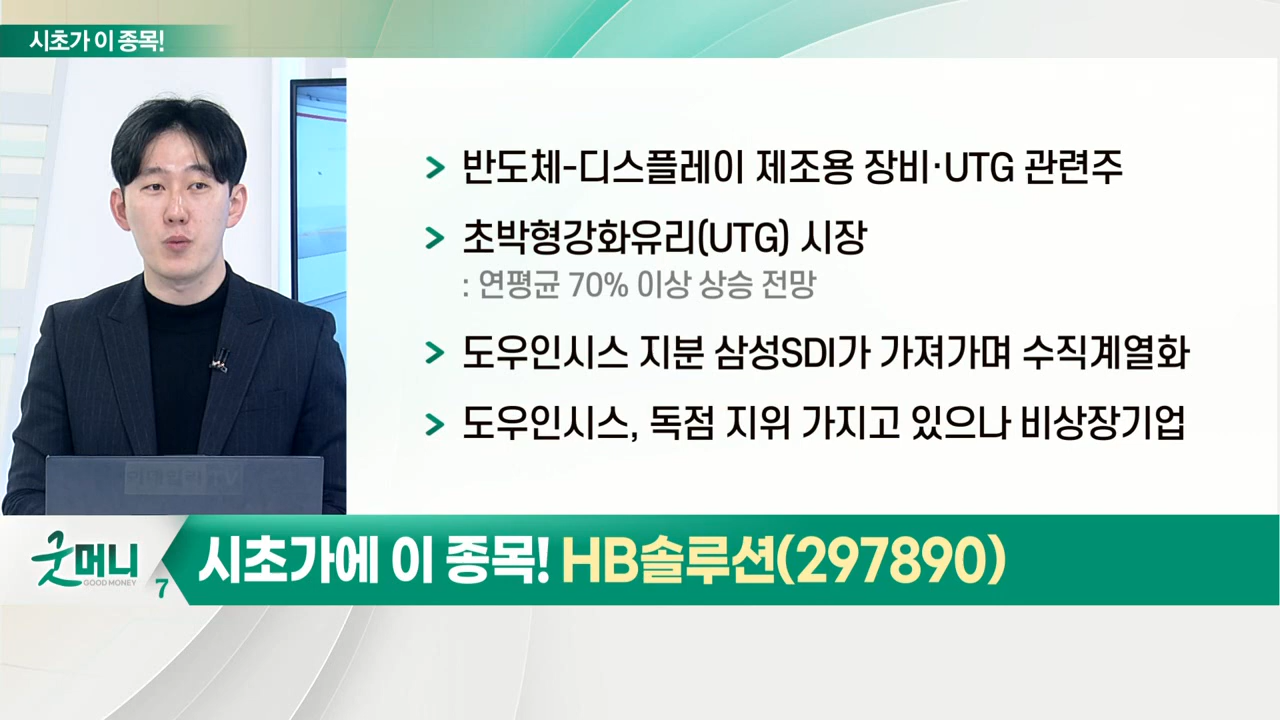 시초가 이 종목!
> 반도체-디스플레이 제조용 장비·UTG 관련주
> 초박형강화유리(UTG) 시장
: 연평균 70% 이상 상승 전망
> 도우인시스 지분 삼성SDI가 가져가며 수직계열화
> 도우인시스, 독점 지위 가지고 있으나 비상장기업
굿머니
GOOD MONEY
7
시초가에 이 종목! HB솔루션(297890)